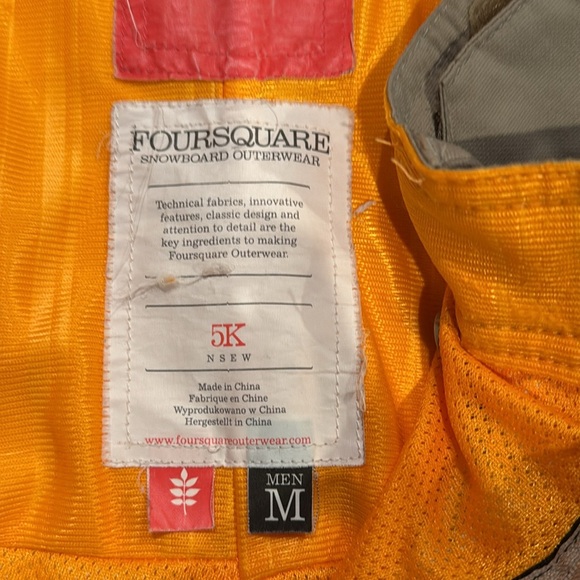 FOURSQUARE
SNOWBOARD OUTERWEAR
Technical fabrics, innovative
features, classic design and
attention to detail are the
key ingredients to making
Foursquare Outerwear.
5K
NSEW
Made in China
Fabrique en Chine
Wyprodukowano w China
Hergestellt in China
www.foursquareouterwear.com
MEN
M